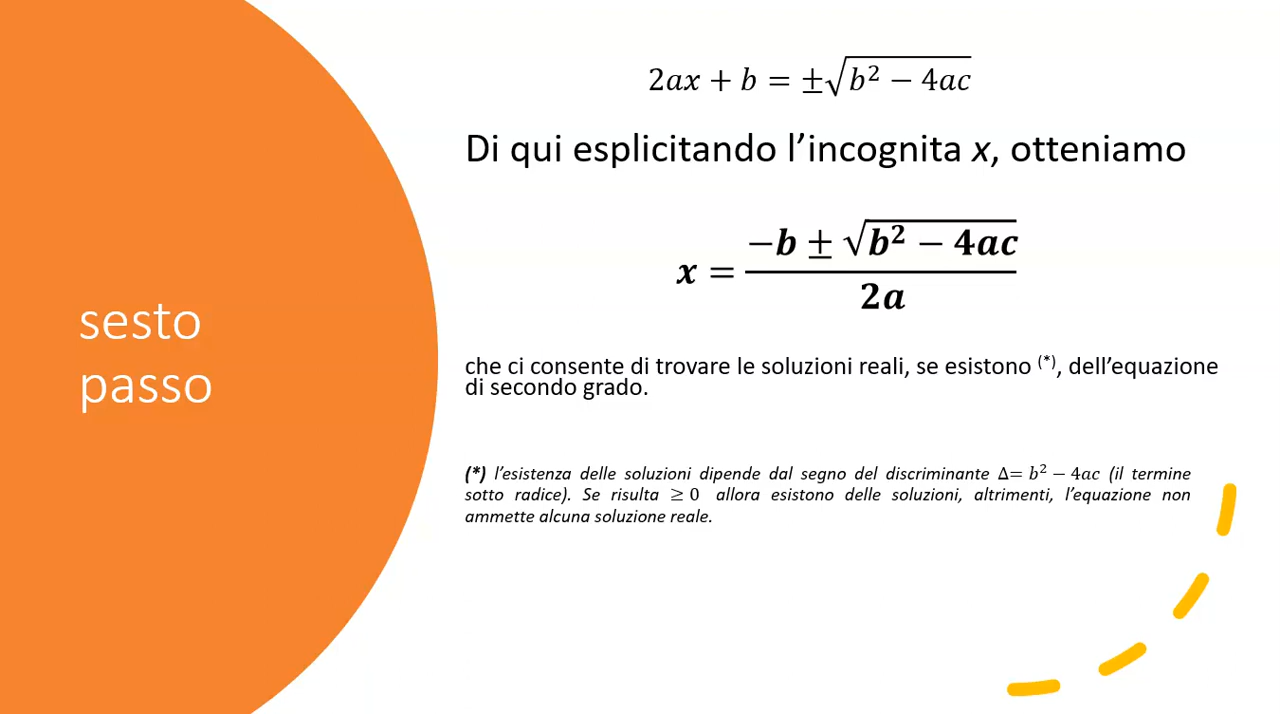 sesto
passo
2ax + b = ±√b² − 4ac
Di qui esplicitando l’incognita x, otteniamo
x = −b ± √b² − 4ac / 2a
che ci consente di trovare le soluzioni reali, se esistono (*), dell’equazione
di secondo grado.
(*) l’esistenza delle soluzioni dipende dal segno del discriminante Δ= b² − 4ac (il termine
sotto radice). Se risulta ≥ 0 allora esistono delle soluzioni, altrimenti, l’equazione non
ammette alcuna soluzione reale.